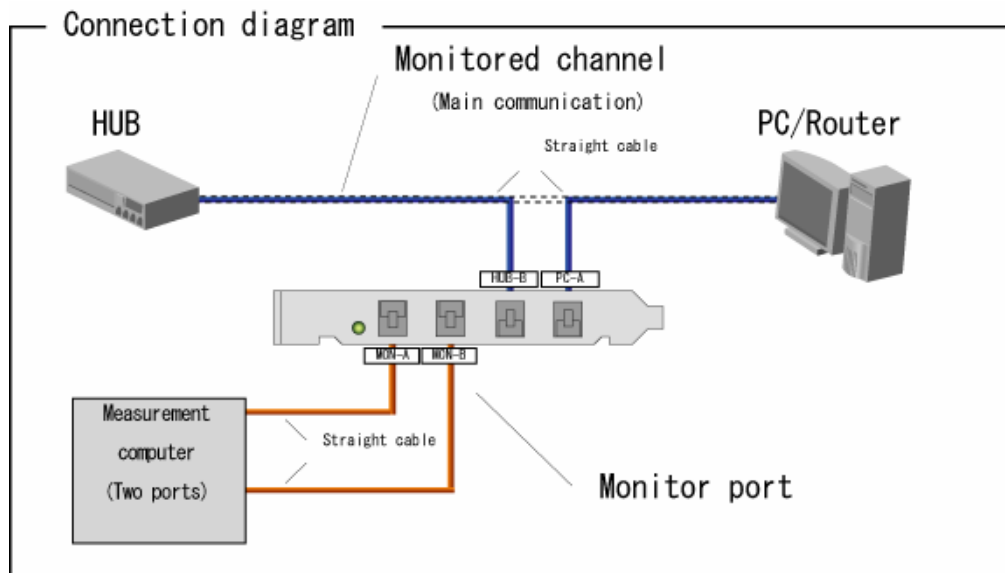 Connection diagram
Monitored channel
(Main communication)
HUB
PC/Router
Straight cable
HUB-B
PC-A
MON-A
MON-B
Measurement
computer
(Two ports)
Straight cable
Monitor port